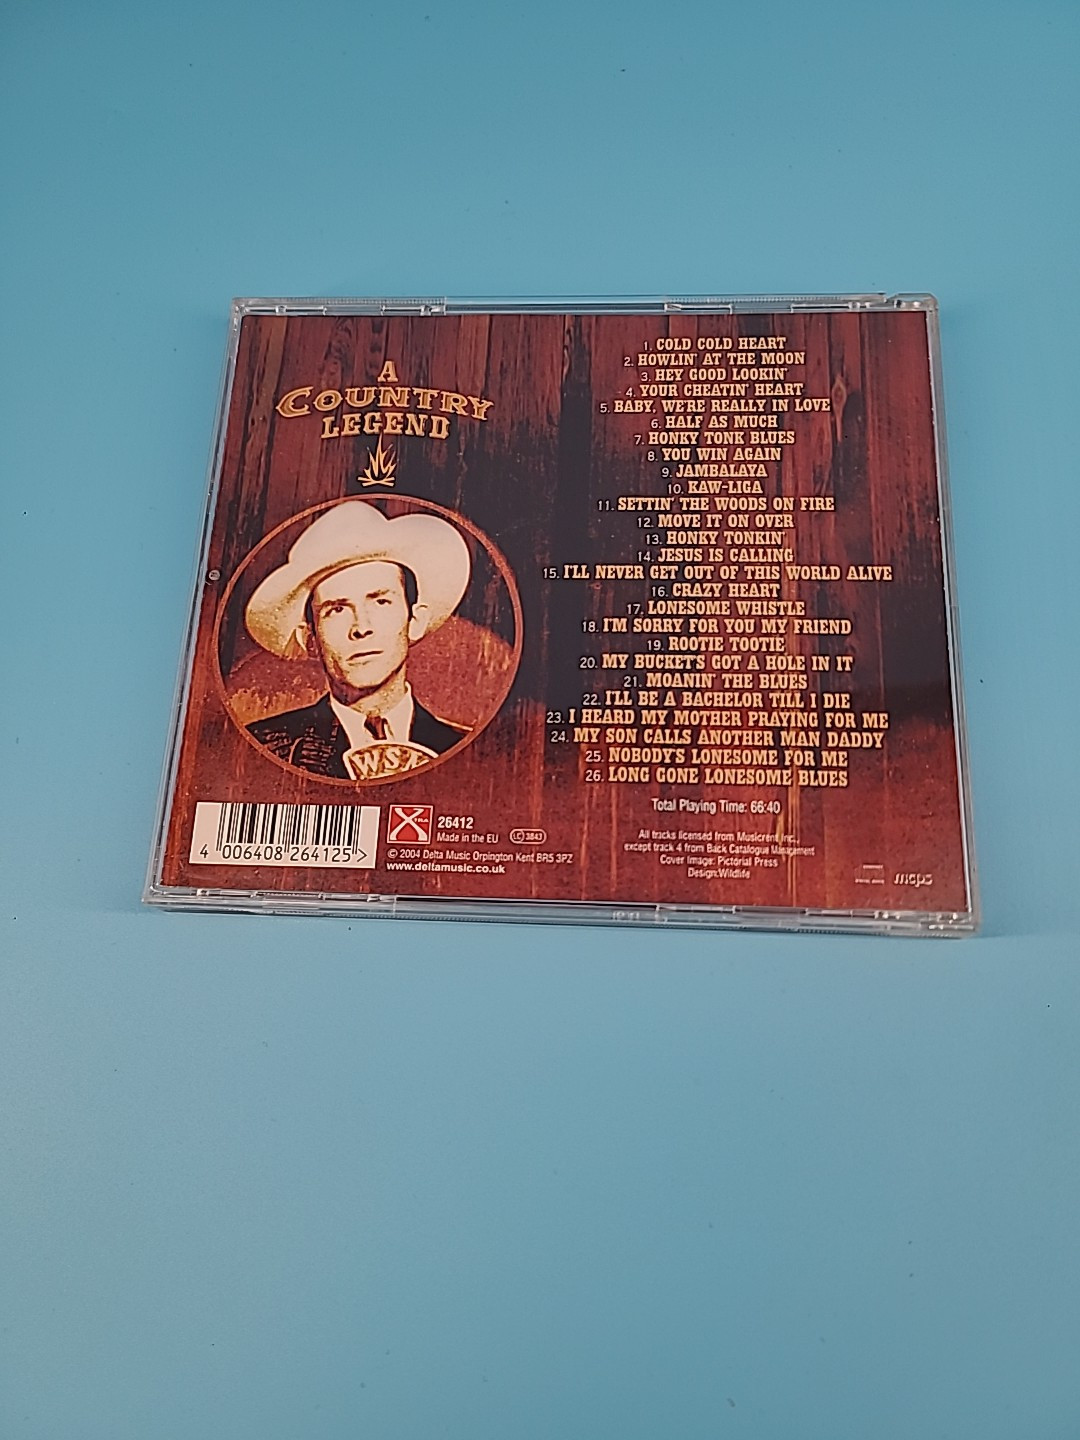 A
COUNTRY
LEGEND
WS
1. COLD COLD HEART
2. HOWLIN' AT THE MOON
3. HEY GOOD LOOKIN'
4. YOUR CHEATIN' HEART
5. BABY, WE'RE REALLY IN LOVE
6. HALF AS MUCH
7. HONKY TONK BLUES
8. YOU WIN AGAIN
9. JAMBALAYA
10. KAW-LIGA
11. SETTIN' THE WOODS ON FIRE
12. MOVE IT ON OVER
13. HONKY TONKIN'
14. JESUS IS CALLING
15. I'LL NEVER GET OUT OF THIS WORLD ALIVE
16. CRAZY HEART
17. LONESOME WHISTLE
18. I'M SORRY FOR YOU MY FRIEND
19. ROOTIE TOOTIE
20. MY BUCKET'S GOT A HOLE IN IT
21. MOANIN' THE BLUES
22. I'LL BE A BACHELOR TILL I DIE
23. I HEARD MY MOTHER PRAYING FOR ME
24. MY SON CALLS ANOTHER MAN DADDY
25. NOBODY'S LONESOME FOR ME
26. LONG GONE LONESOME BLUES
Total Playing Time: 66:40
All tracks licensed from Musicrent Inc.,
except track 4 from Back Catalogue Management
Cover Image: Pictorial Press
Design:Wildlife
mcps
4 006408 264125 >
XTRA
26412
Made in the EU
LC 3843
© 2004 Delta Music Orpington Kent BR5 3PZ
www.deltamusic.co.uk